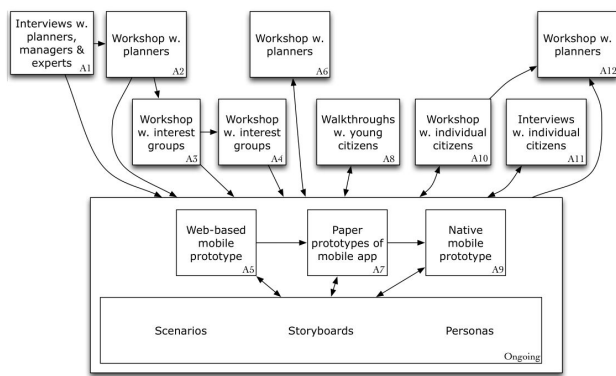 Interviews w.
planners,
managers &
experts
A1
Workshop w.
planners
A2
Workshop w.
planners
A6
Workshop w.
planners
A12
Workshop
w. interest
groups
A3
Workshop
w. interest
groups
A4
Walkthroughs
w. young
citizens
A8
Workshop
w. individual
citizens
A10
Interviews
w. individual
citizens
A11
Web-based
mobile
prototype
A5
Paper
prototypes of
mobile app
A7
Native
mobile
prototype
A9
Scenarios
Storyboards
Personas
Ongoing